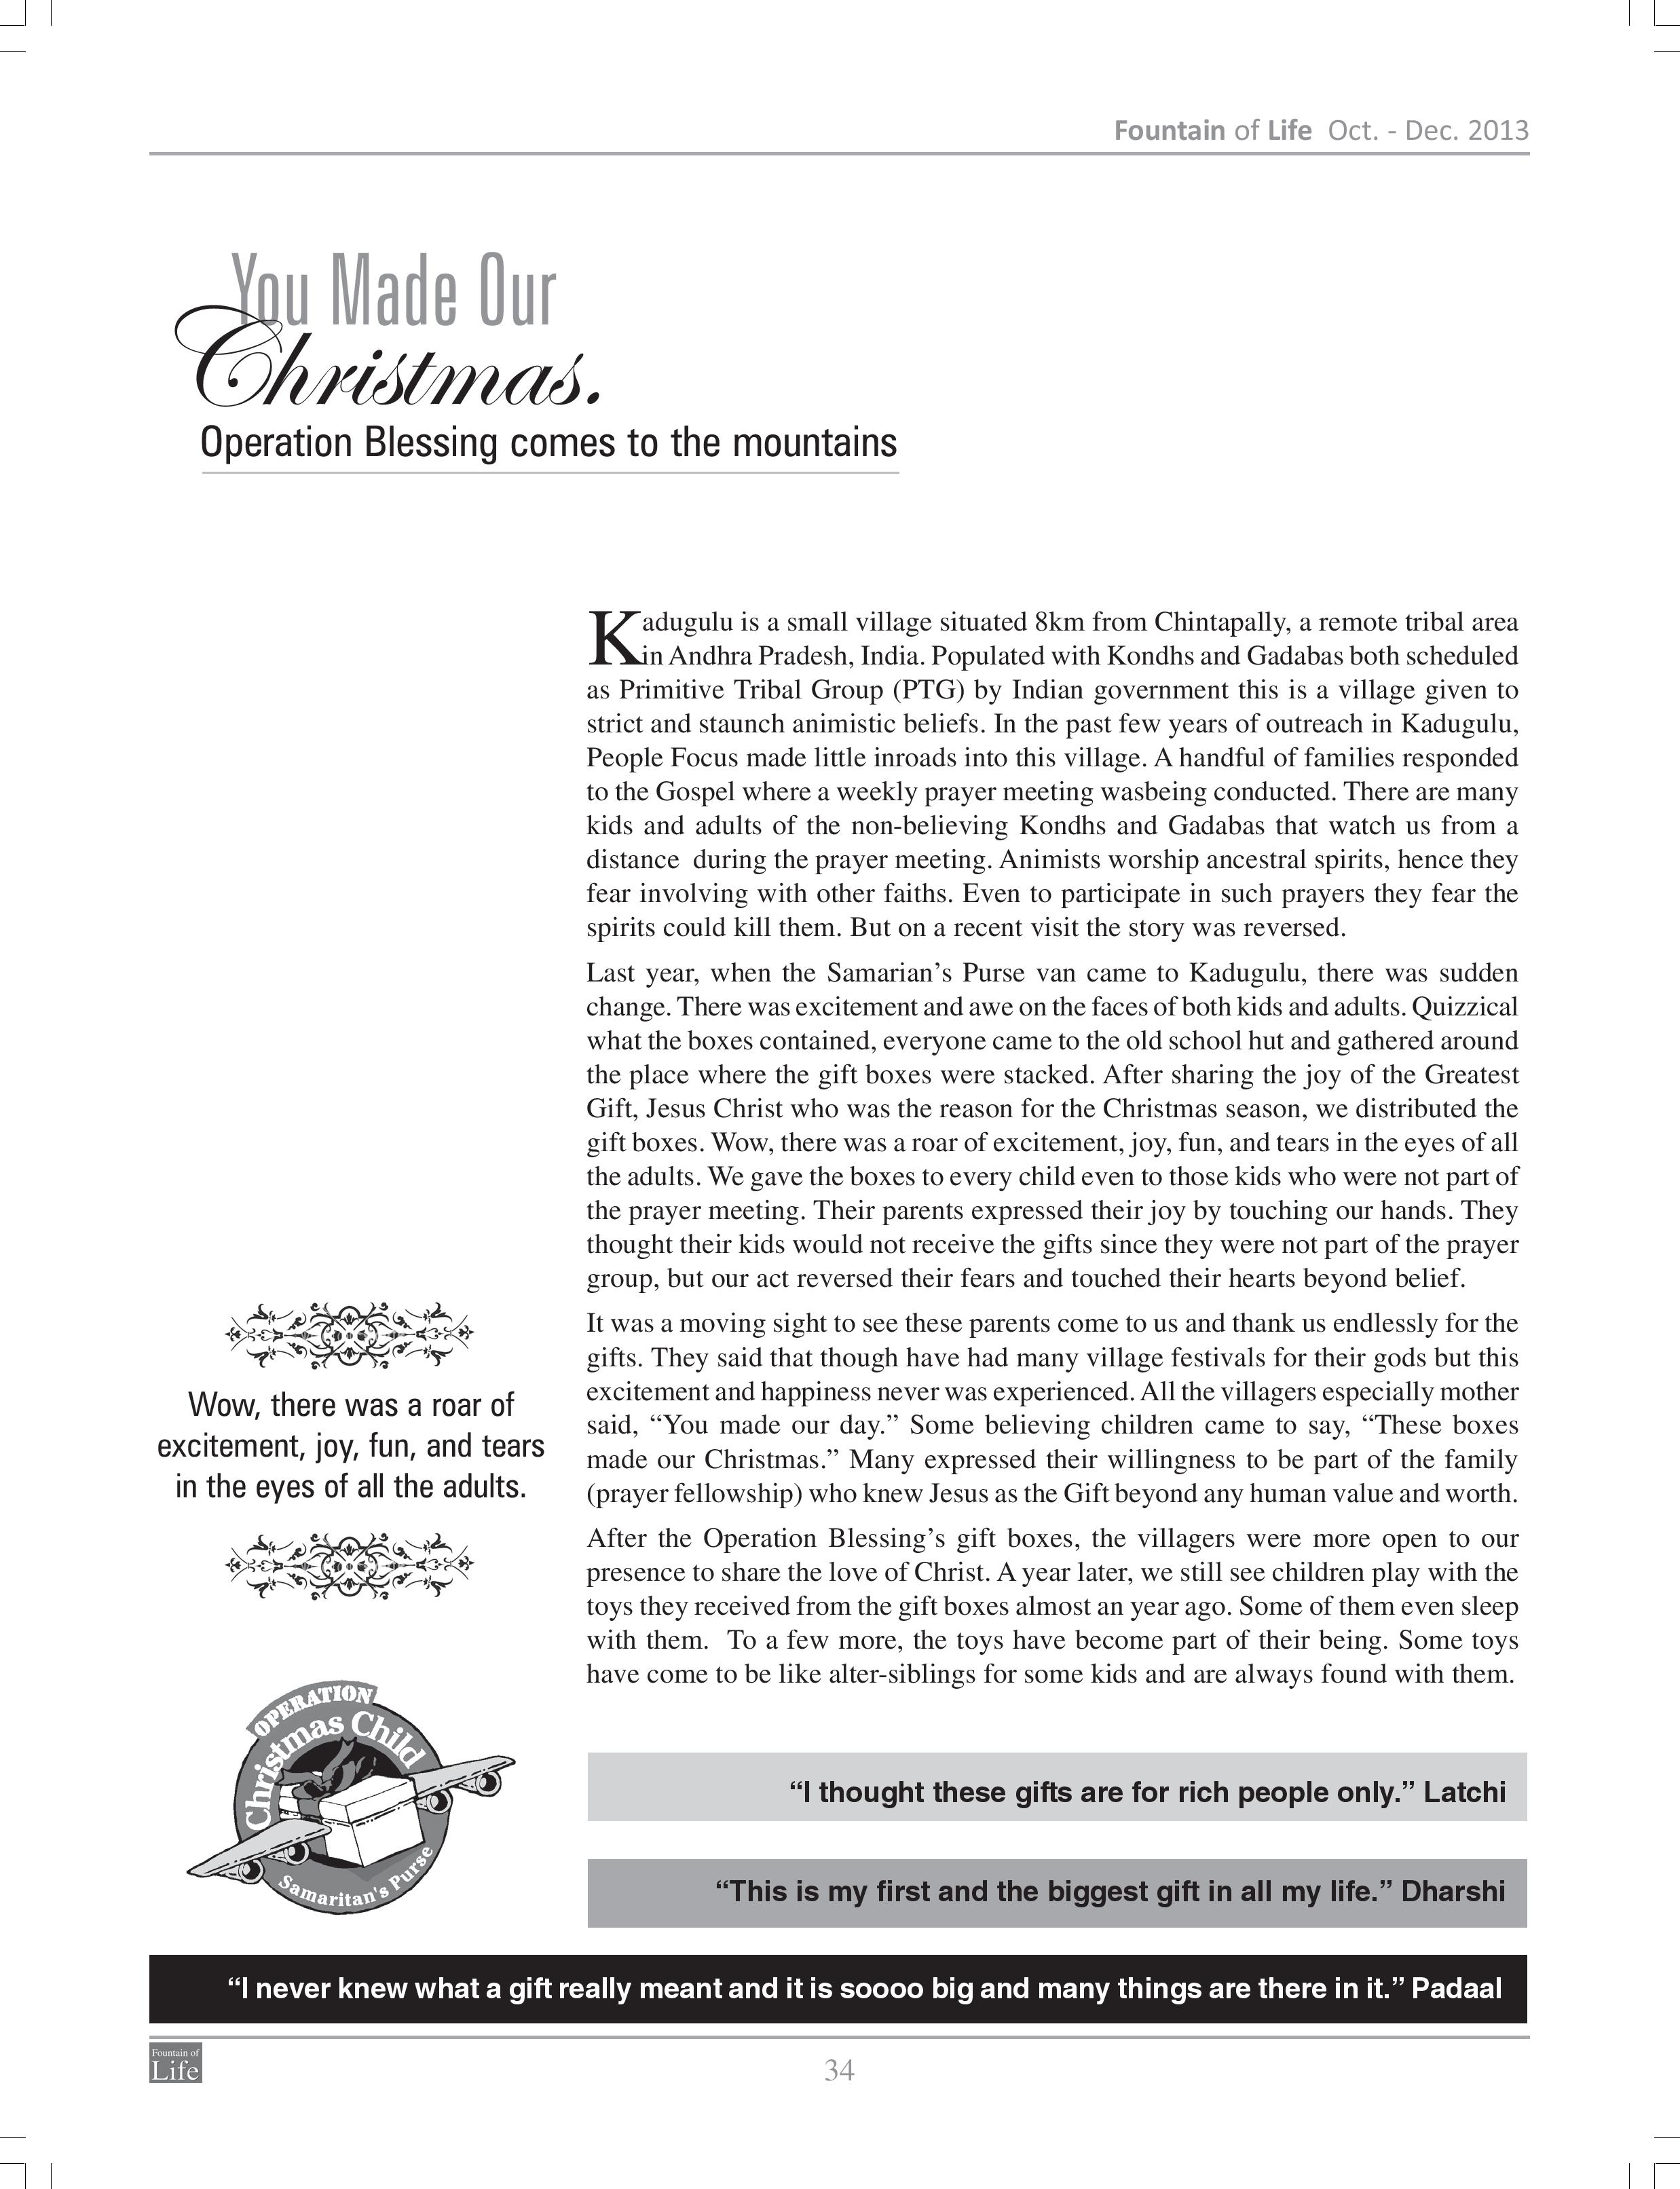 Fountain of Life Oct. - Dec. 2013
You Made Our
Christmas.
Operation Blessing comes to the mountains
Kadugulu is a small village situated 8km from Chintapally, a remote tribal area
in Andhra Pradesh, India. Populated with Kondhs and Gadabas both scheduled
as Primitive Tribal Group (PTG) by Indian government this is a village given to
strict and staunch animistic beliefs. In the past few years of outreach in Kadugulu,
People Focus made little inroads into this village. A handful of families responded
to the Gospel where a weekly prayer meeting wasbeing conducted. There are many
kids and adults of the non-believing Kondhs and Gadabas that watch us from a
distance  during the prayer meeting. Animists worship ancestral spirits, hence they
fear involving with other faiths. Even to participate in such prayers they fear the
spirits could kill them. But on a recent visit the story was reversed.
Last year, when the Samarian’s Purse van came to Kadugulu, there was sudden
change. There was excitement and awe on the faces of both kids and adults. Quizzical
what the boxes contained, everyone came to the old school hut and gathered around
the place where the gift boxes were stacked. After sharing the joy of the Greatest
Gift, Jesus Christ who was the reason for the Christmas season, we distributed the
gift boxes. Wow, there was a roar of excitement, joy, fun, and tears in the eyes of all
the adults. We gave the boxes to every child even to those kids who were not part of
the prayer meeting. Their parents expressed their joy by touching our hands. They
thought their kids would not receive the gifts since they were not part of the prayer
group, but our act reversed their fears and touched their hearts beyond belief.
It was a moving sight to see these parents come to us and thank us endlessly for the
gifts. They said that though have had many village festivals for their gods but this
excitement and happiness never was experienced. All the villagers especially mother
said, “You made our day.” Some believing children came to say, “These boxes
made our Christmas.” Many expressed their willingness to be part of the family
(prayer fellowship) who knew Jesus as the Gift beyond any human value and worth.
After the Operation Blessing’s gift boxes, the villagers were more open to our
presence to share the love of Christ. A year later, we still see children play with the
toys they received from the gift boxes almost an year ago. Some of them even sleep
with them.  To a few more, the toys have become part of their being. Some toys
have come to be like alter-siblings for some kids and are always found with them.
Wow, there was a roar of
excitement, joy, fun, and tears
in the eyes of all the adults.
OPERATION
Christmas Child
Samaritan's Purse
“I thought these gifts are for rich people only.” Latchi
“This is my first and the biggest gift in all my life.” Dharshi
“I never knew what a gift really meant and it is soooo big and many things are there in it.” Padaal
Fountain of
Life
34